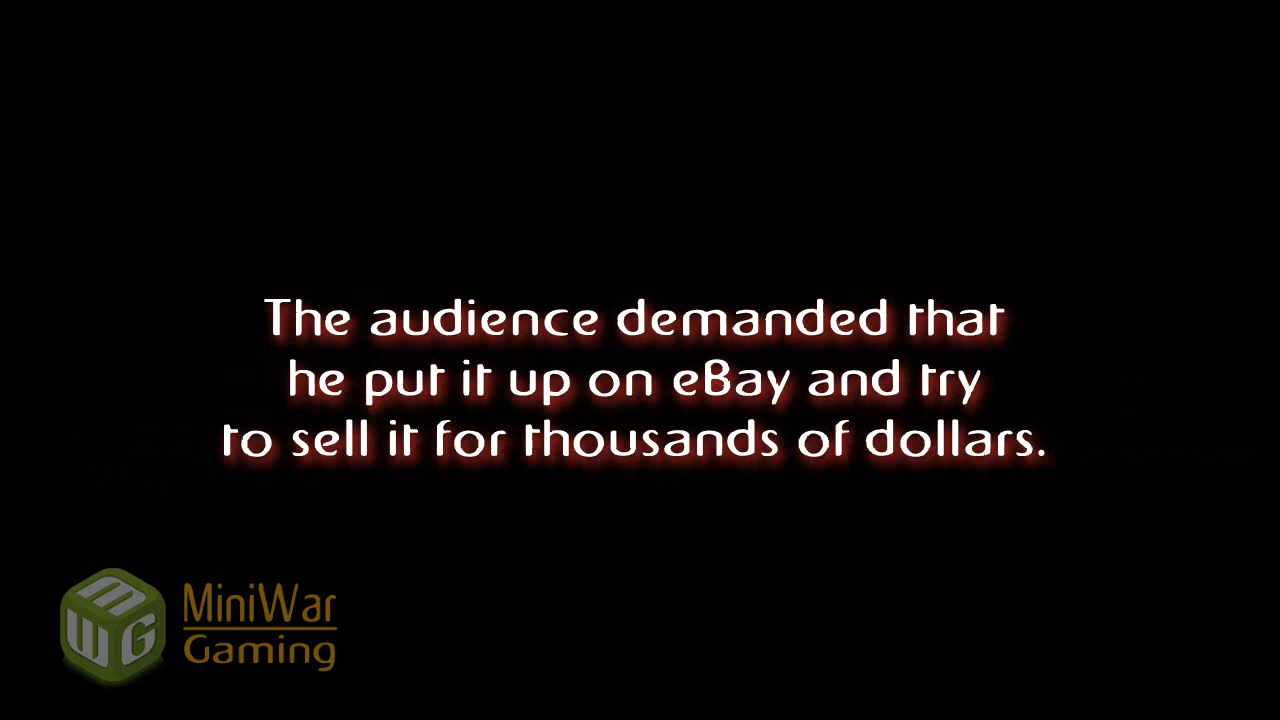 The audience demanded that
he put it up on eBay and try
to sell it for thousands of dollars.
MWG
MiniWar
Gaming